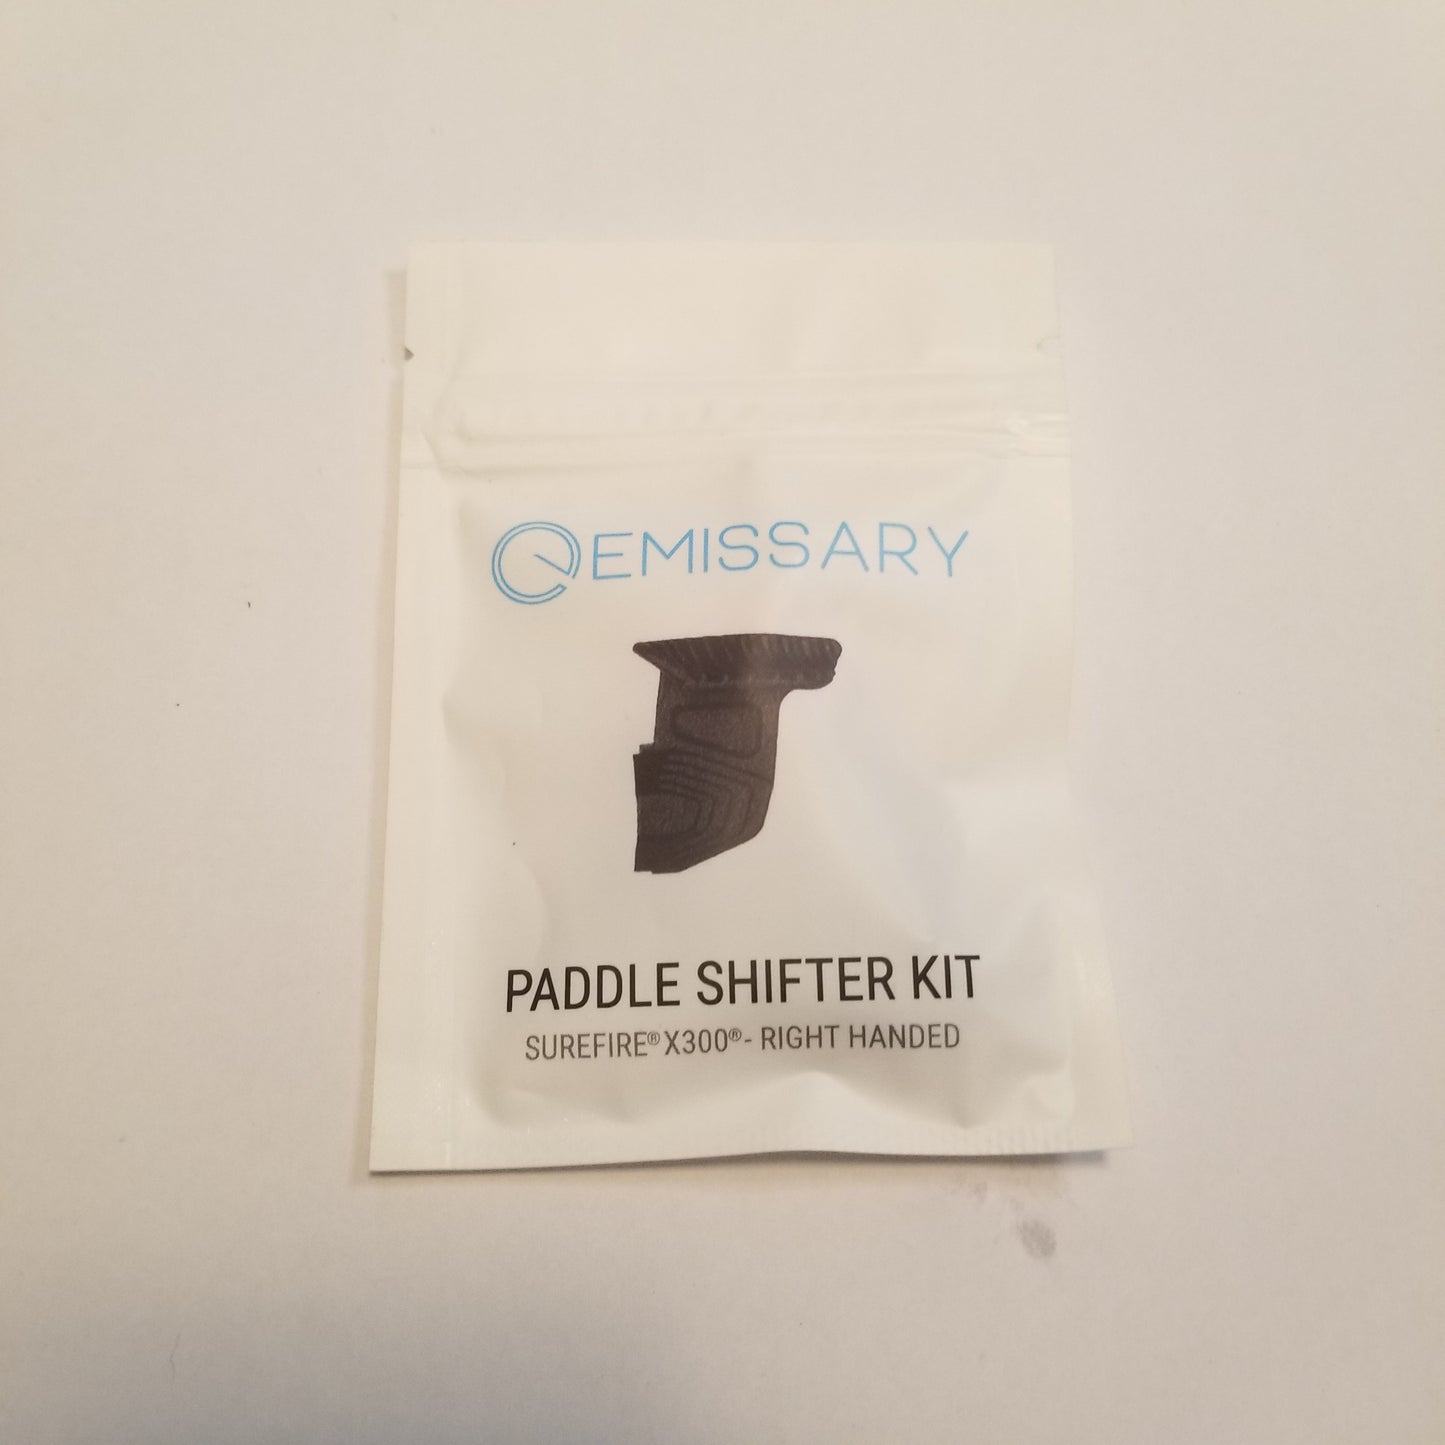 EMISSARY
PADDLE SHIFTER KIT
SUREFIRE® X300® - RIGHT HANDED